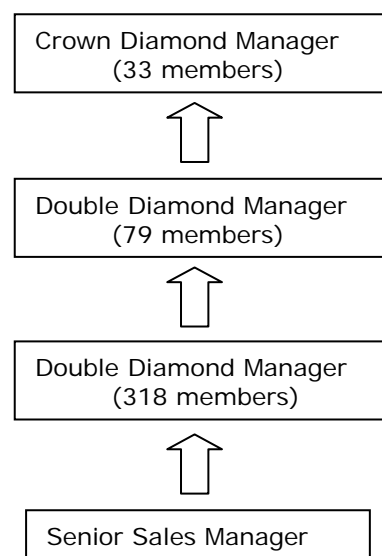 Crown Diamond Manager
(33 members)
Double Diamond Manager
(79 members)
Double Diamond Manager
(318 members)
Senior Sales Manager